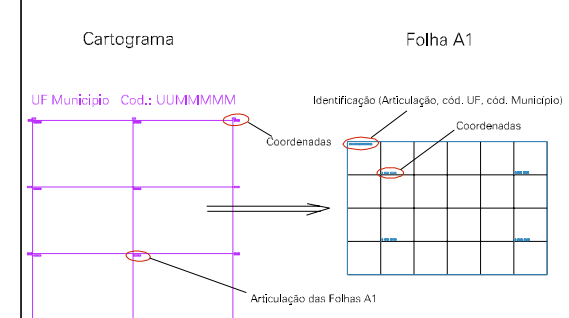 Cartograma
Folha A1
UF Municipio Cod.: UUMMMMM
Identificação (Articulação, cód. UF, cód. Município)
Coordenadas
Coordenadas
Articulação das Folhas A1